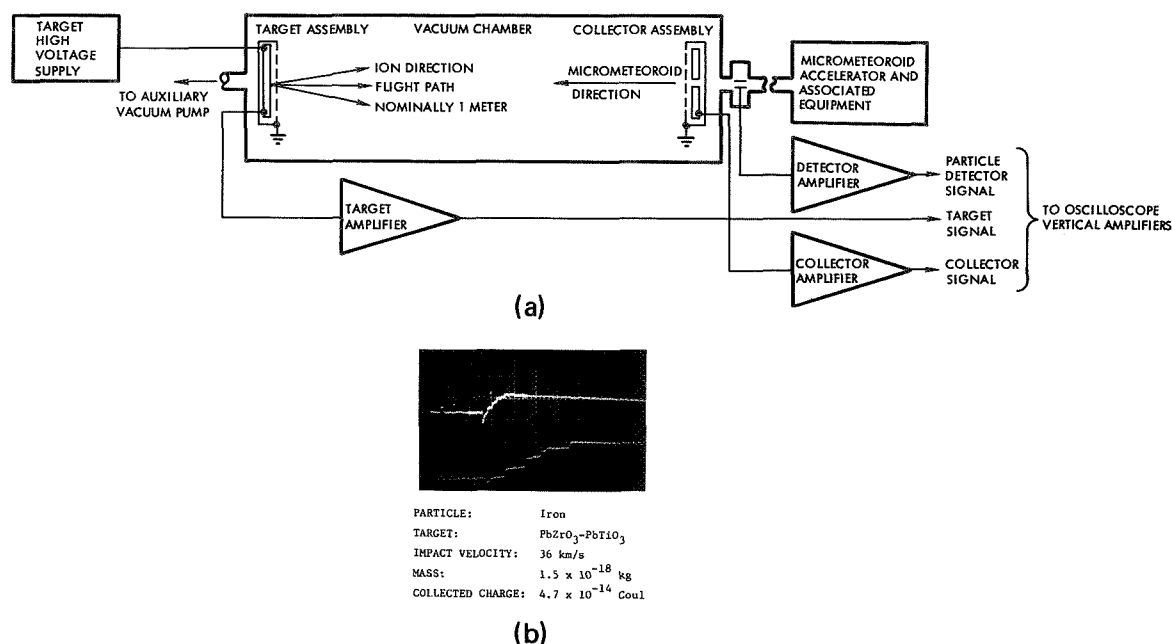 TARGET
HIGH
VOLTAGE
SUPPLY
TARGET ASSEMBLY
VACUUM CHAMBER
COLLECTOR ASSEMBLY
TO AUXILIARY
VACUUM PUMP
ION DIRECTION
FLIGHT PATH
NOMINALLY 1 METER
MICROMETEOROID
DIRECTION
MICROMETEOROID
ACCELERATOR AND
ASSOCIATED
EQUIPMENT
TARGET
AMPLIFIER
DETECTOR
AMPLIFIER
COLLECTOR
AMPLIFIER
PARTICLE
DETECTOR
SIGNAL
TARGET
SIGNAL
COLLECTOR
SIGNAL
TO OSCILLOSCOPE
VERTICAL AMPLIFIERS
(a)
PARTICLE: Iron
TARGET: PbZrO₃-PbTiO₃
IMPACT VELOCITY: 36 km/s
MASS: 1.5 x 10⁻¹⁸ kg
COLLECTED CHARGE: 4.7 x 10⁻¹⁴ Coul
(b)